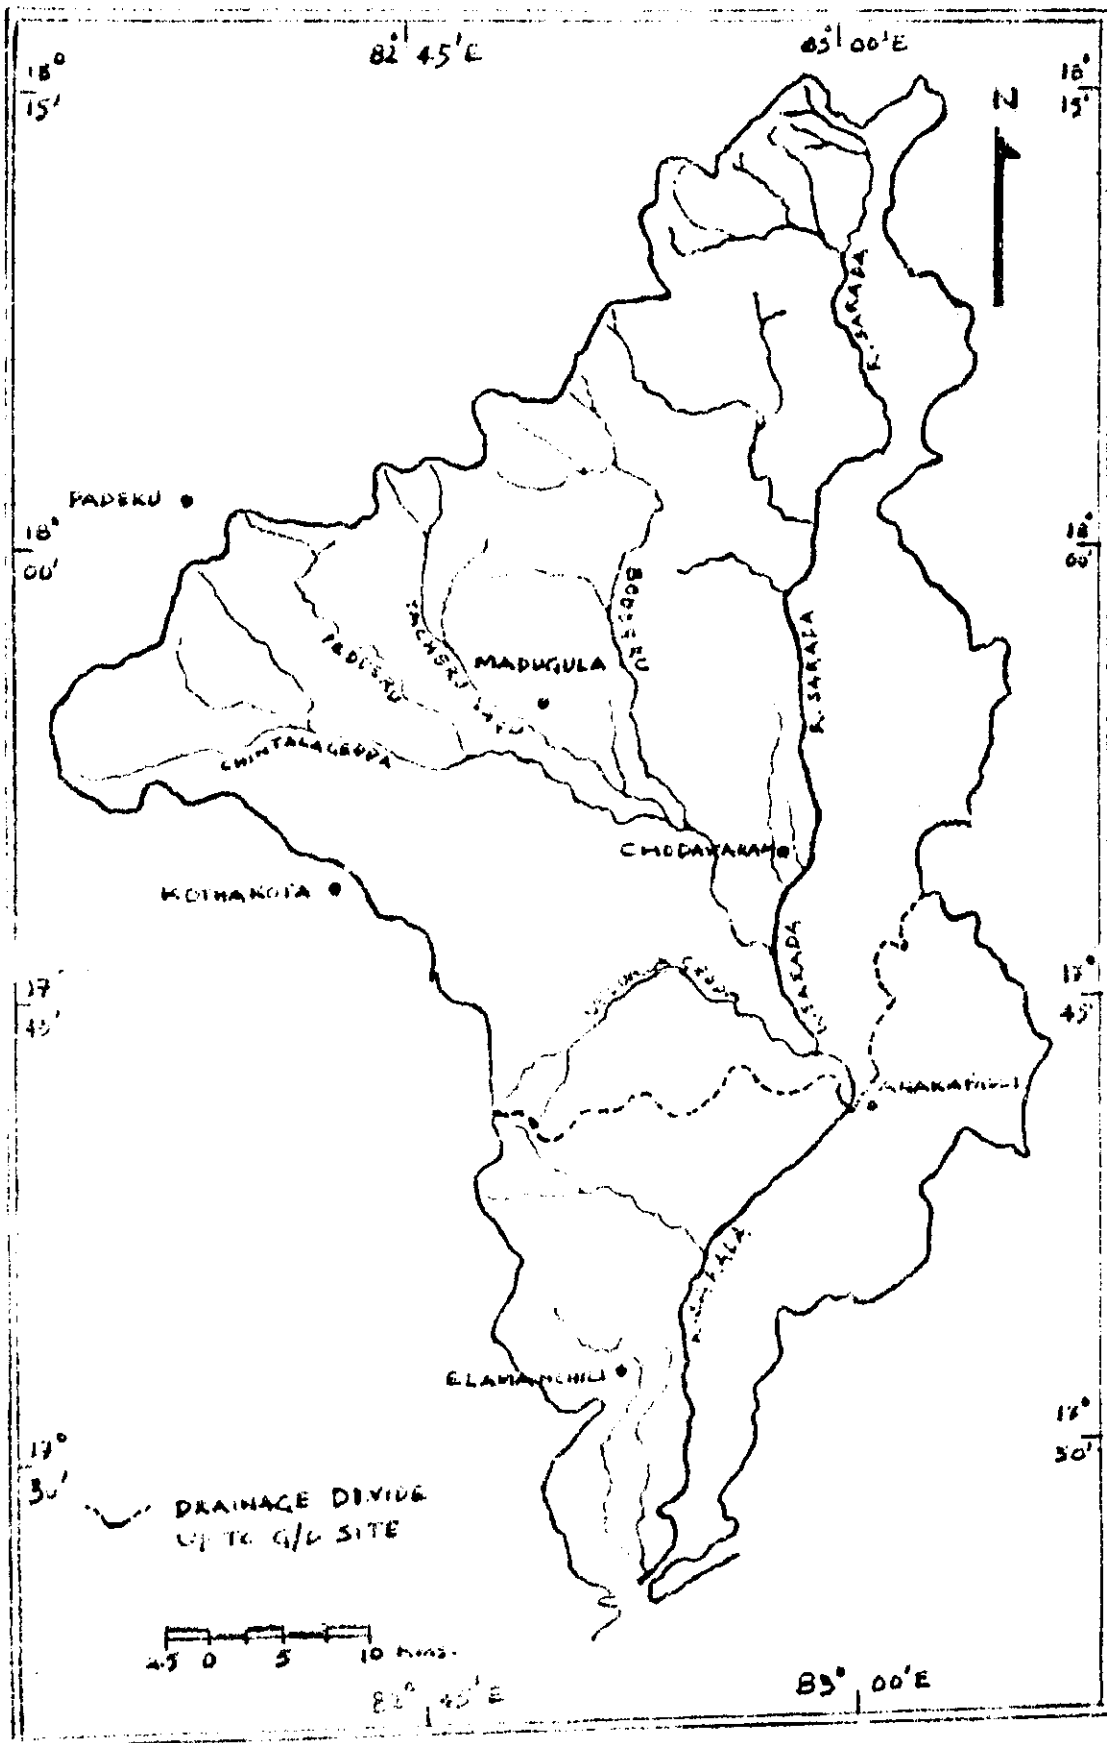 82° 45' E
83° 00' E
18°
15'
18°
15'
N
R. SARADA
PADERU
18°
00'
18°
00'
BODDERU
PEDDERU
TACHERU
MADUGULA
R. SARADA
CHINTALAGEDDA
CHODAVARAM
KOTHAKOTA
R. SARADA
17°
45'
17°
45'
ANAKAPALLI
ELAMANCHILI
17°
30'
17°
30'
DRAINAGE DIVIDE
UP TO G/D SITE
2.5 0 5 10 Kms.
82° 45' E
83° 00' E